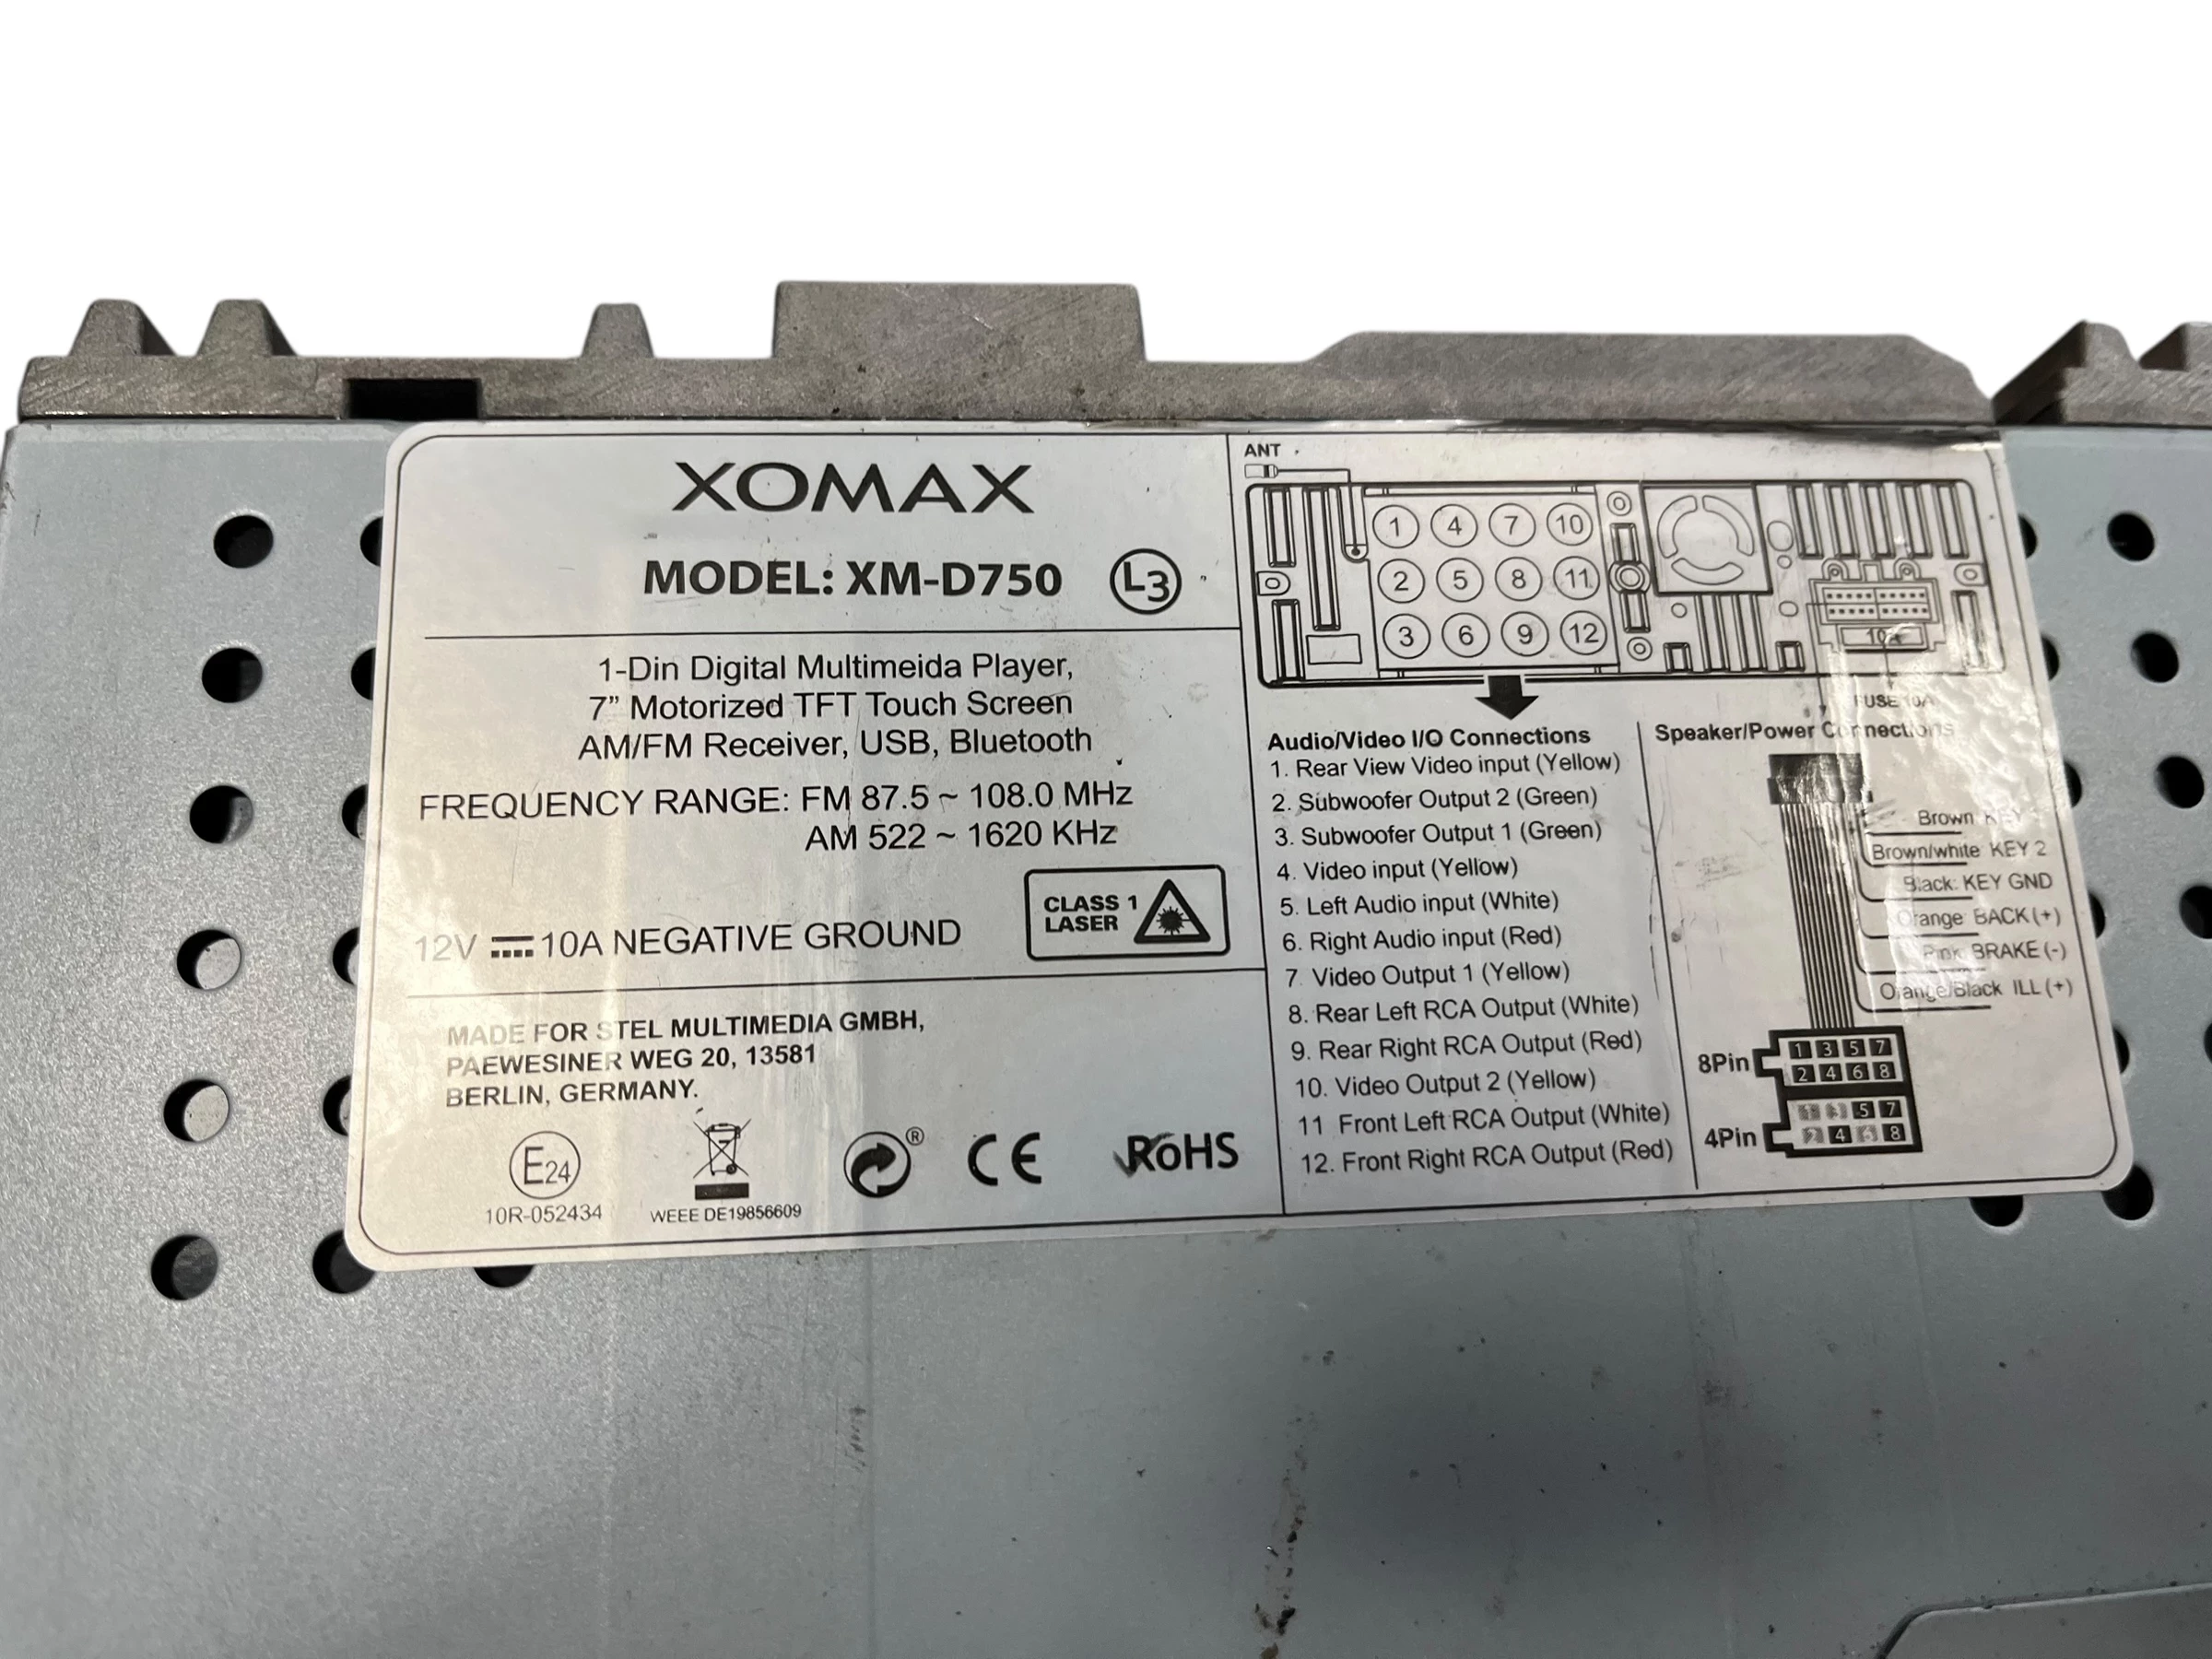 XOMAX
MODEL: XM-D750 L3
1-Din Digital Multimeida Player,
7” Motorized TFT Touch Screen
AM/FM Receiver, USB, Bluetooth
FREQUENCY RANGE: FM 87.5 ~ 108.0 MHz
AM 522 ~ 1620 KHz
12V 10A NEGATIVE GROUND
CLASS 1
LASER
MADE FOR STEL MULTIMEDIA GMBH,
PAEWESINER WEG 20, 13581
BERLIN, GERMANY.
E24
10R-052434
WEEE DE19856609
®
CE
RoHS
ANT
1 4 7 10
2 5 8 11
3 6 9 12
10A
FUSE 10A
Audio/Video I/O Connections
1. Rear View Video input (Yellow)
2. Subwoofer Output 2 (Green)
3. Subwoofer Output 1 (Green)
4. Video input (Yellow)
5. Left Audio input (White)
6. Right Audio input (Red)
7. Video Output 1 (Yellow)
8. Rear Left RCA Output (White)
9. Rear Right RCA Output (Red)
10. Video Output 2 (Yellow)
11 Front Left RCA Output (White)
12. Front Right RCA Output (Red)
Speaker/Power Connections
Brown KEY
Brown/white KEY 2
Black: KEY GND
Orange BACK (+)
Pink BRAKE (-)
Orange/Black ILL (+)
8Pin
1 3 5 7
2 4 6 8
4Pin
1 3 5 7
2 4 6 8